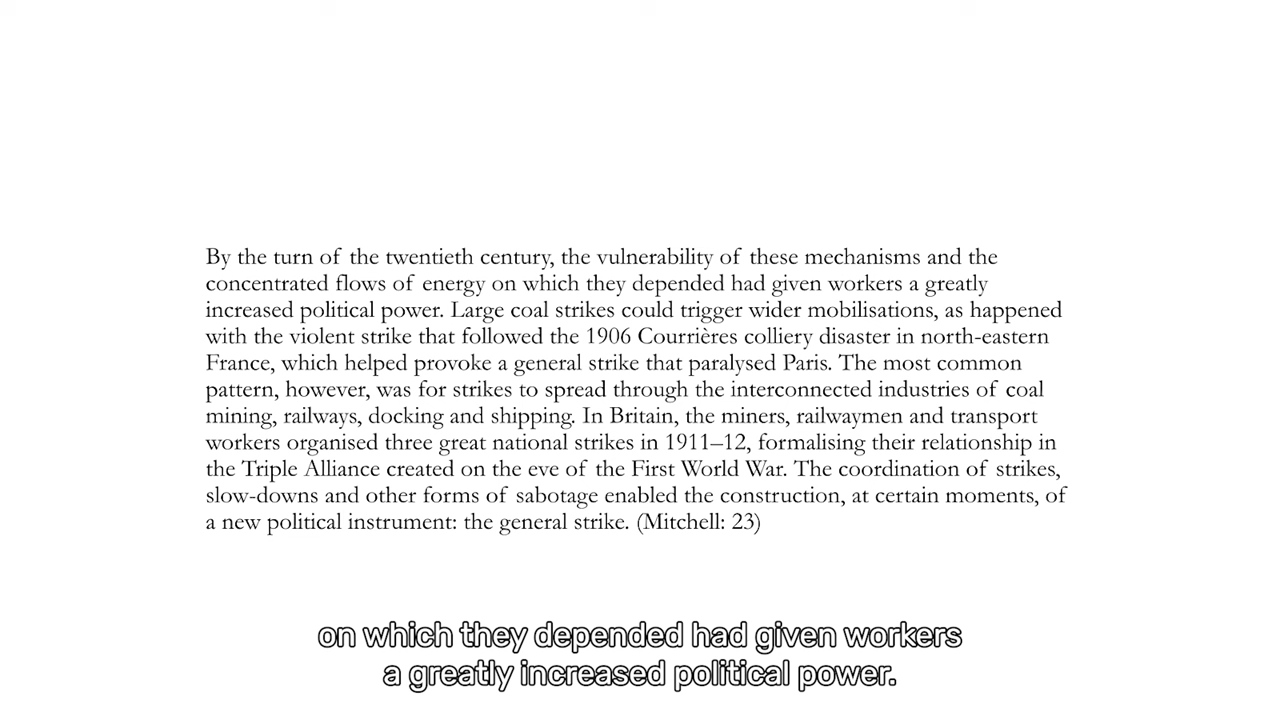 By the turn of the twentieth century, the vulnerability of these mechanisms and the
concentrated flows of energy on which they depended had given workers a greatly
increased political power. Large coal strikes could trigger wider mobilisations, as happened
with the violent strike that followed the 1906 Courrières colliery disaster in north-eastern
France, which helped provoke a general strike that paralysed Paris. The most common
pattern, however, was for strikes to spread through the interconnected industries of coal
mining, railways, docking and shipping. In Britain, the miners, railwaymen and transport
workers organised three great national strikes in 1911–12, formalising their relationship in
the Triple Alliance created on the eve of the First World War. The coordination of strikes,
slow-downs and other forms of sabotage enabled the construction, at certain moments, of
a new political instrument: the general strike. (Mitchell: 23)
on which they depended had given workers
a greatly increased political power.